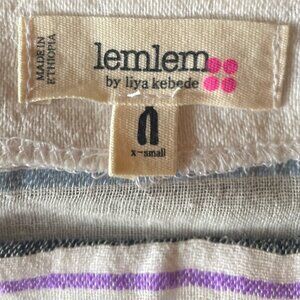 MADE IN
ETHIOPIA
lemlem
by liya kebede
x-small